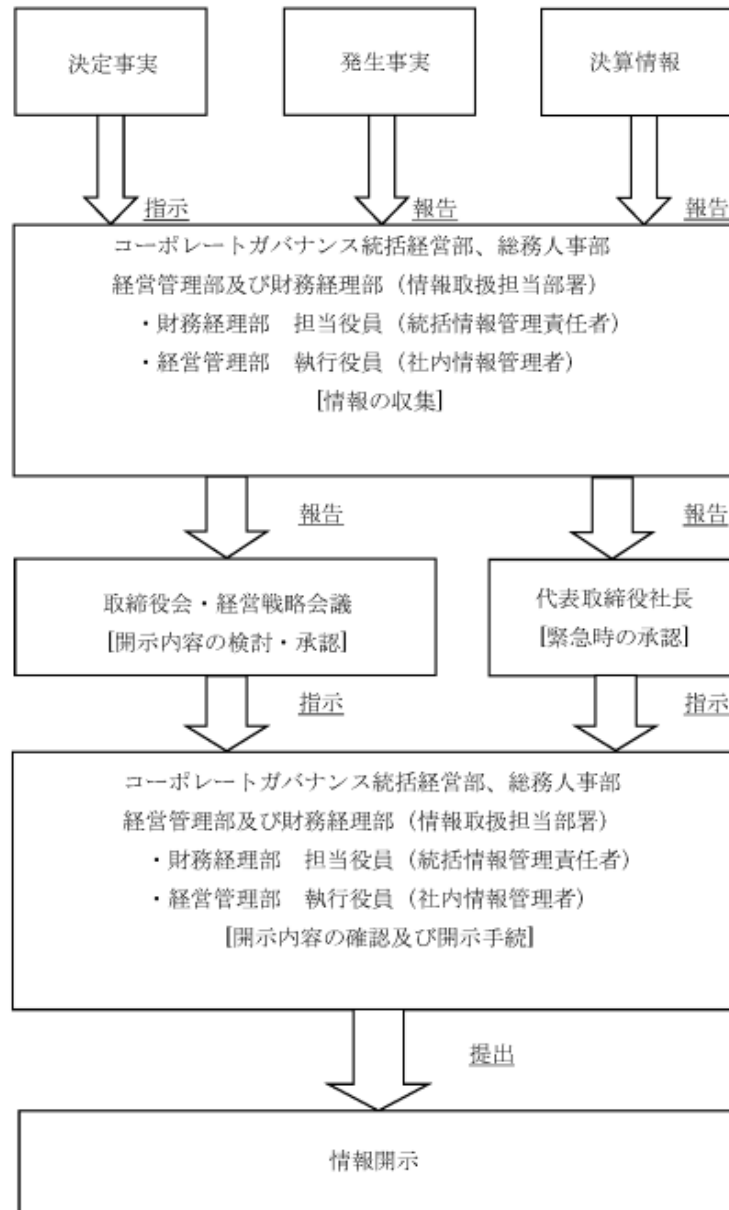 決定事実
発生事実
決算情報
指示
報告
報告
コーポレートガバナンス統括経営部、総務人事部
経営管理部及び財務経理部（情報取扱担当部署）
・財務経理部　担当役員（統括情報管理責任者）
・経営管理部　執行役員（社内情報管理者）
[情報の収集]
報告
報告
取締役会・経営戦略会議
[開示内容の検討・承認]
代表取締役社長
[緊急時の承認]
指示
指示
コーポレートガバナンス統括経営部、総務人事部
経営管理部及び財務経理部（情報取扱担当部署）
・財務経理部　担当役員（統括情報管理責任者）
・経営管理部　執行役員（社内情報管理者）
[開示内容の確認及び開示手続]
提出
情報開示